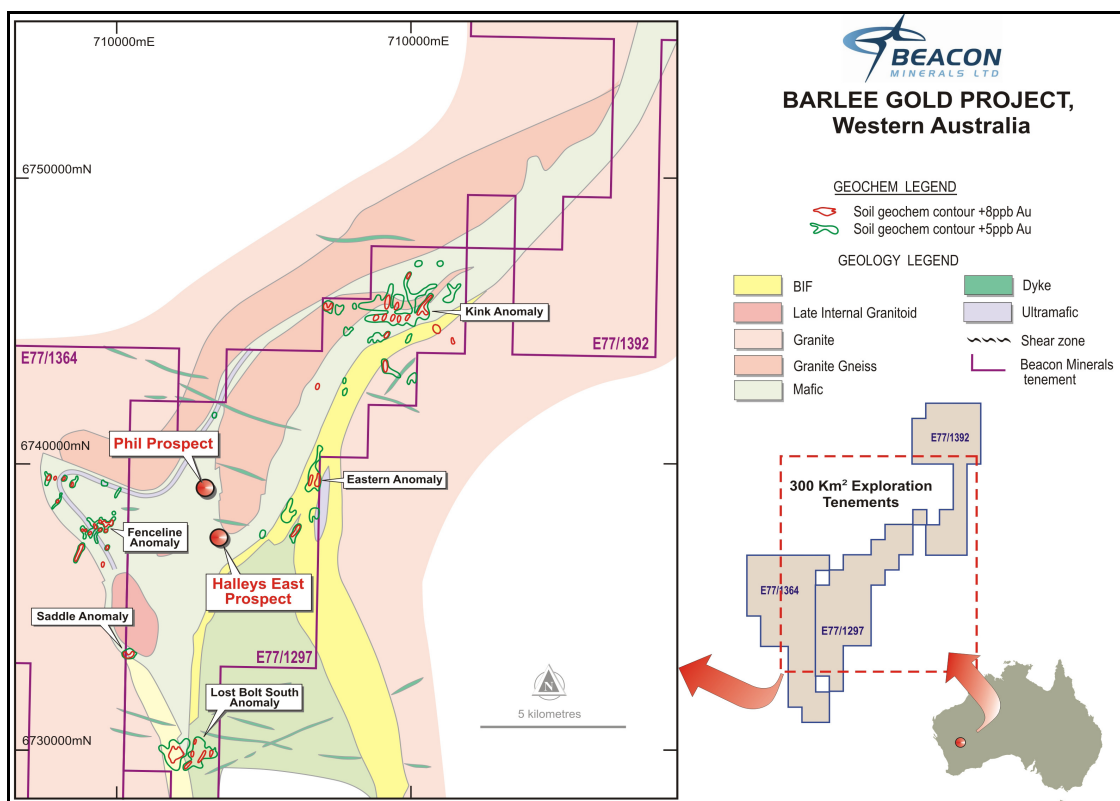 710000mE
710000mE
6750000mN
Kink Anomaly
E77/1392
E77/1364
Phil Prospect
6740000mN
Eastern Anomaly
Fenceline
Anomaly
Halleys East
Prospect
Saddle Anomaly
E77/1297
Lost Bolt South
Anomaly
N
5 kilometres
6730000mN
BEACON
MINERALS LTD
BARLEE GOLD PROJECT,
Western Australia
GEOCHEM LEGEND
Soil geochem contour +8ppb Au
Soil geochem contour +5ppb Au
GEOLOGY LEGEND
BIF
Late Internal Granitoid
Granite
Granite Gneiss
Mafic
Dyke
Ultramafic
Shear zone
Beacon Minerals
tenement
E77/1392
300 Km² Exploration
Tenements
E77/1364
E77/1297